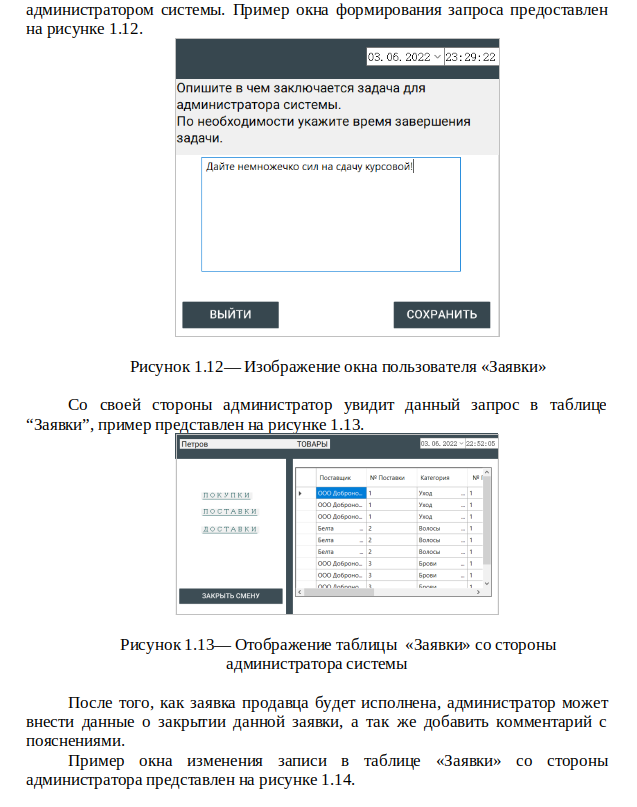 администратором системы. Пример окна формирования запроса предоставлен
на рисунке 1.12.
03.06.2022 23:29:22
Опишите в чем заключается задача для
администратора системы.
По необходимости укажите время завершения
задачи.
Дайте немножечко сил на сдачу курсовой!
ВЫЙТИ СОХРАНИТЬ
Рисунок 1.12— Изображение окна пользователя «Заявки»
Со своей стороны администратор увидит данный запрос в таблице
“Заявки”, пример представлен на рисунке 1.13.
Петров ТОВАРЫ 03.06.2022 22:52:05
ПОКУПКИ
ПОСТАВКИ
ДОСТАВКИ
ЗАКРЫТЬ СМЕНУ
Поставщик № Поставки Категория №
ООО Доброно... 1 Уход ... 1
ООО Доброно... 1 Уход ... 1
ООО Доброно... 1 Уход ... 1
Белта ... 2 Волосы ... 1
Белта ... 2 Волосы ... 1
Белта ... 2 Волосы ... 1
ООО Доброно... 3 Брови ... 1
ООО Доброно... 3 Брови ... 1
ООО Доброно... 3 Брови ... 1
Рисунок 1.13— Отображение таблицы «Заявки» со стороны
администратора системы
После того, как заявка продавца будет исполнена, администратор может
внести данные о закрытии данной заявки, а так же добавить комментарий с
пояснениями.
Пример окна изменения записи в таблице «Заявки» со стороны
администратора представлен на рисунке 1.14.